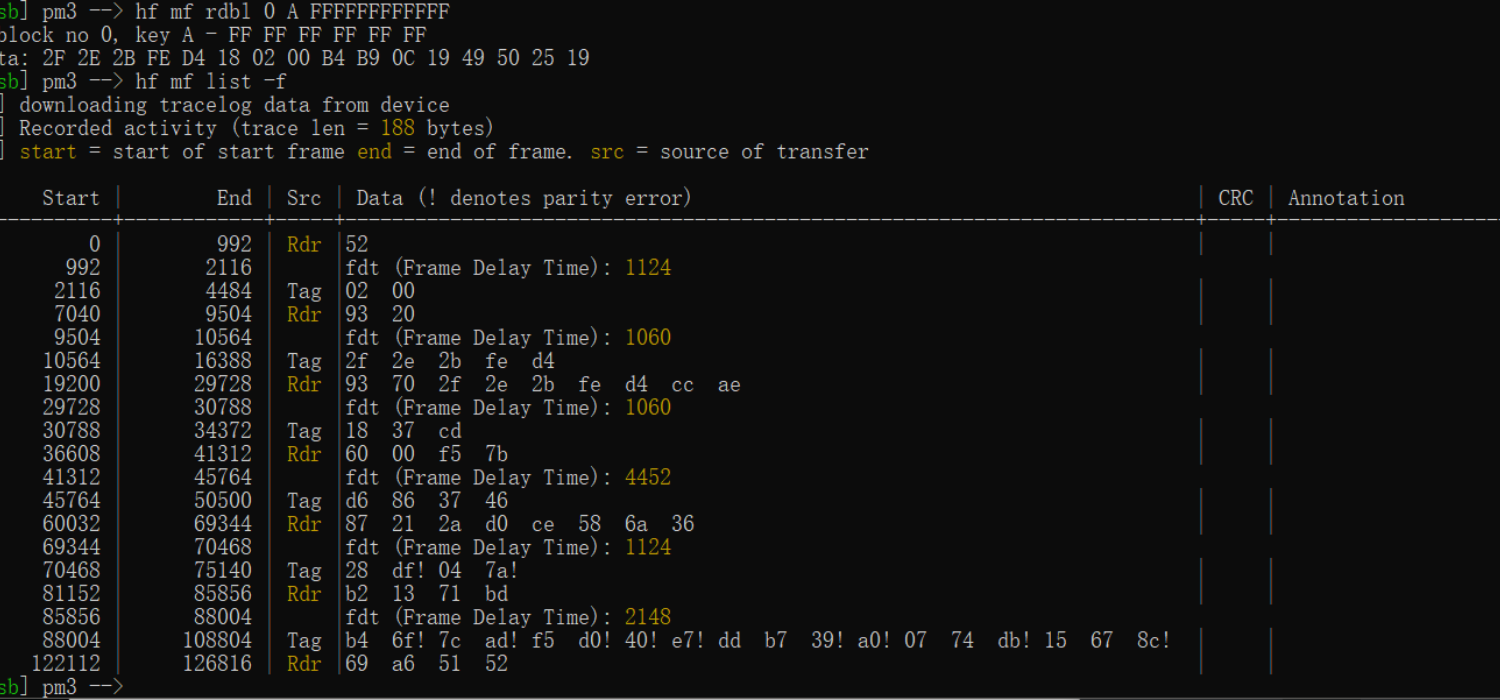 sb] pm3 --> hf mf rdbl 0 A FFFFFFFFFFFF
block no 0, key A - FF FF FF FF FF FF
ta: 2F 2E 2B FE D4 18 02 00 B4 B9 0C 19 49 50 25 19
sb] pm3 --> hf mf list -f
] downloading tracelog data from device
] Recorded activity (trace len = 188 bytes)
] start = start of start frame end = end of frame. src = source of transfer
Start | End | Src | Data (! denotes parity error) | CRC | Annotation
0 | 992 | Rdr |52 | |
992 | 2116 | |fdt (Frame Delay Time): 1124
2116 | 4484 | Tag |02 00 | |
7040 | 9504 | Rdr |93 20 | |
9504 | 10564 | |fdt (Frame Delay Time): 1060
10564 | 16388 | Tag |2f 2e 2b fe d4 | |
19200 | 29728 | Rdr |93 70 2f 2e 2b fe d4 cc ae | |
29728 | 30788 | |fdt (Frame Delay Time): 1060
30788 | 34372 | Tag |18 37 cd | |
36608 | 41312 | Rdr |60 00 f5 7b | |
41312 | 45764 | |fdt (Frame Delay Time): 4452
45764 | 50500 | Tag |d6 86 37 46 | |
60032 | 69344 | Rdr |87 21 2a d0 ce 58 6a 36 | |
69344 | 70468 | |fdt (Frame Delay Time): 1124
70468 | 75140 | Tag |28 df! 04 7a! | |
81152 | 85856 | Rdr |b2 13 71 bd | |
85856 | 88004 | |fdt (Frame Delay Time): 2148
88004 | 108804 | Tag |b4 6f! 7c ad! f5 d0! 40! e7! dd b7 39! a0! 07 74 db! 15 67 8c! | |
122112 | 126816 | Rdr |69 a6 51 52 | |
sb] pm3 -->